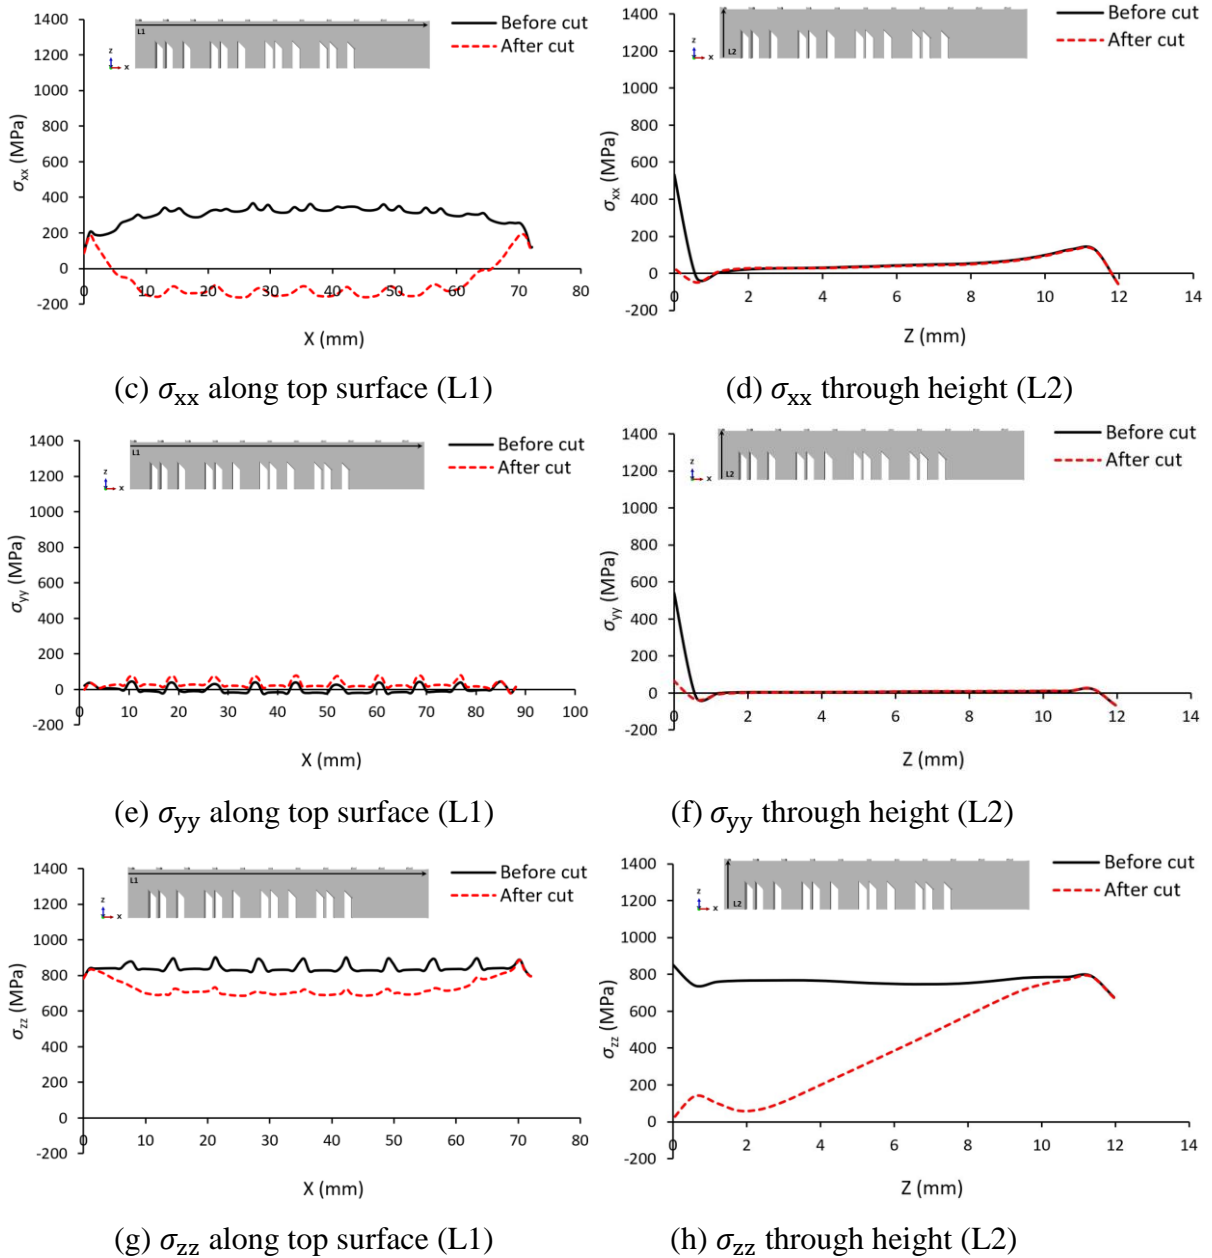 1400
1200
1000
800
600
400
200
0
-200
σxx (MPa)
L1
z
x
Before cut
After cut
0 10 20 30 40 50 60 70 80
X (mm)
(c) σxx along top surface (L1)
1400
1200
1000
800
600
400
200
0
-200
σxx (MPa)
L2
z
x
Before cut
After cut
0 2 4 6 8 10 12 14
Z (mm)
(d) σxx through height (L2)
1400
1200
1000
800
600
400
200
0
-200
σyy (MPa)
L1
z
x
Before cut
After cut
0 10 20 30 40 50 60 70 80 90 100
X (mm)
(e) σyy along top surface (L1)
1400
1200
1000
800
600
400
200
0
-200
σyy (MPa)
L2
z
x
Before cut
After cut
0 2 4 6 8 10 12 14
Z (mm)
(f) σyy through height (L2)
1400
1200
1000
800
600
400
200
0
-200
σzz (MPa)
L1
z
x
Before cut
After cut
0 10 20 30 40 50 60 70 80
X (mm)
(g) σzz along top surface (L1)
1400
1200
1000
800
600
400
200
0
-200
σzz (MPa)
L2
z
x
Before cut
After cut
0 2 4 6 8 10 12 14
Z (mm)
(h) σzz through height (L2)